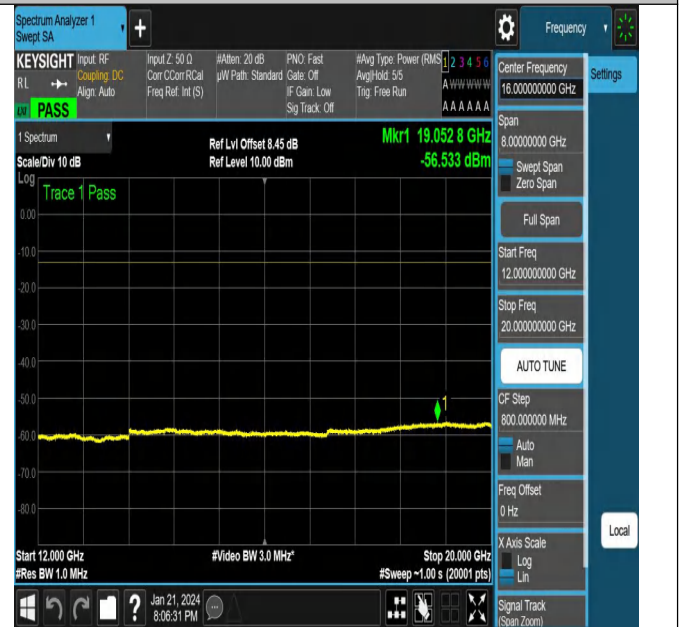 Spectrum Analyzer 1
Swept SA
+
Frequency
KEYSIGHT
RL
LXI
PASS
Input: RF
Coupling: DC
Align: Auto
Input Z: 50 Ω
Corr CCorr RCal
Freq Ref: Int (S)
#Atten: 20 dB
µW Path: Standard
PNO: Fast
Gate: Off
IF Gain: Low
Sig Track: Off
#Avg Type: Power (RMS
Avg|Hold: 5/5
Trig: Free Run
1 2 3 4 5 6
A W W W W W
A A A A A A
Center Frequency
16.000000000 GHz
Settings
Span
8.00000000 GHz
Swept Span
Zero Span
Full Span
Start Freq
12.000000000 GHz
Stop Freq
20.000000000 GHz
AUTO TUNE
CF Step
800.000000 MHz
Auto
Man
Freq Offset
0 Hz
X Axis Scale
Log
Lin
Signal Track
(Span Zoom)
Local
1 Spectrum
Scale/Div 10 dB
Ref Lvl Offset 8.45 dB
Ref Level 10.00 dBm
Mkr1 19.052 8 GHz
-56.533 dBm
Log
Trace 1 Pass
0.00
-10.0
-20.0
-30.0
-40.0
-50.0
-60.0
-70.0
-80.0
1
Start 12.000 GHz
#Res BW 1.0 MHz
#Video BW 3.0 MHz*
Stop 20.000 GHz
#Sweep ~1.00 s (20001 pts)
?
Jan 21, 2024
8:06:31 PM